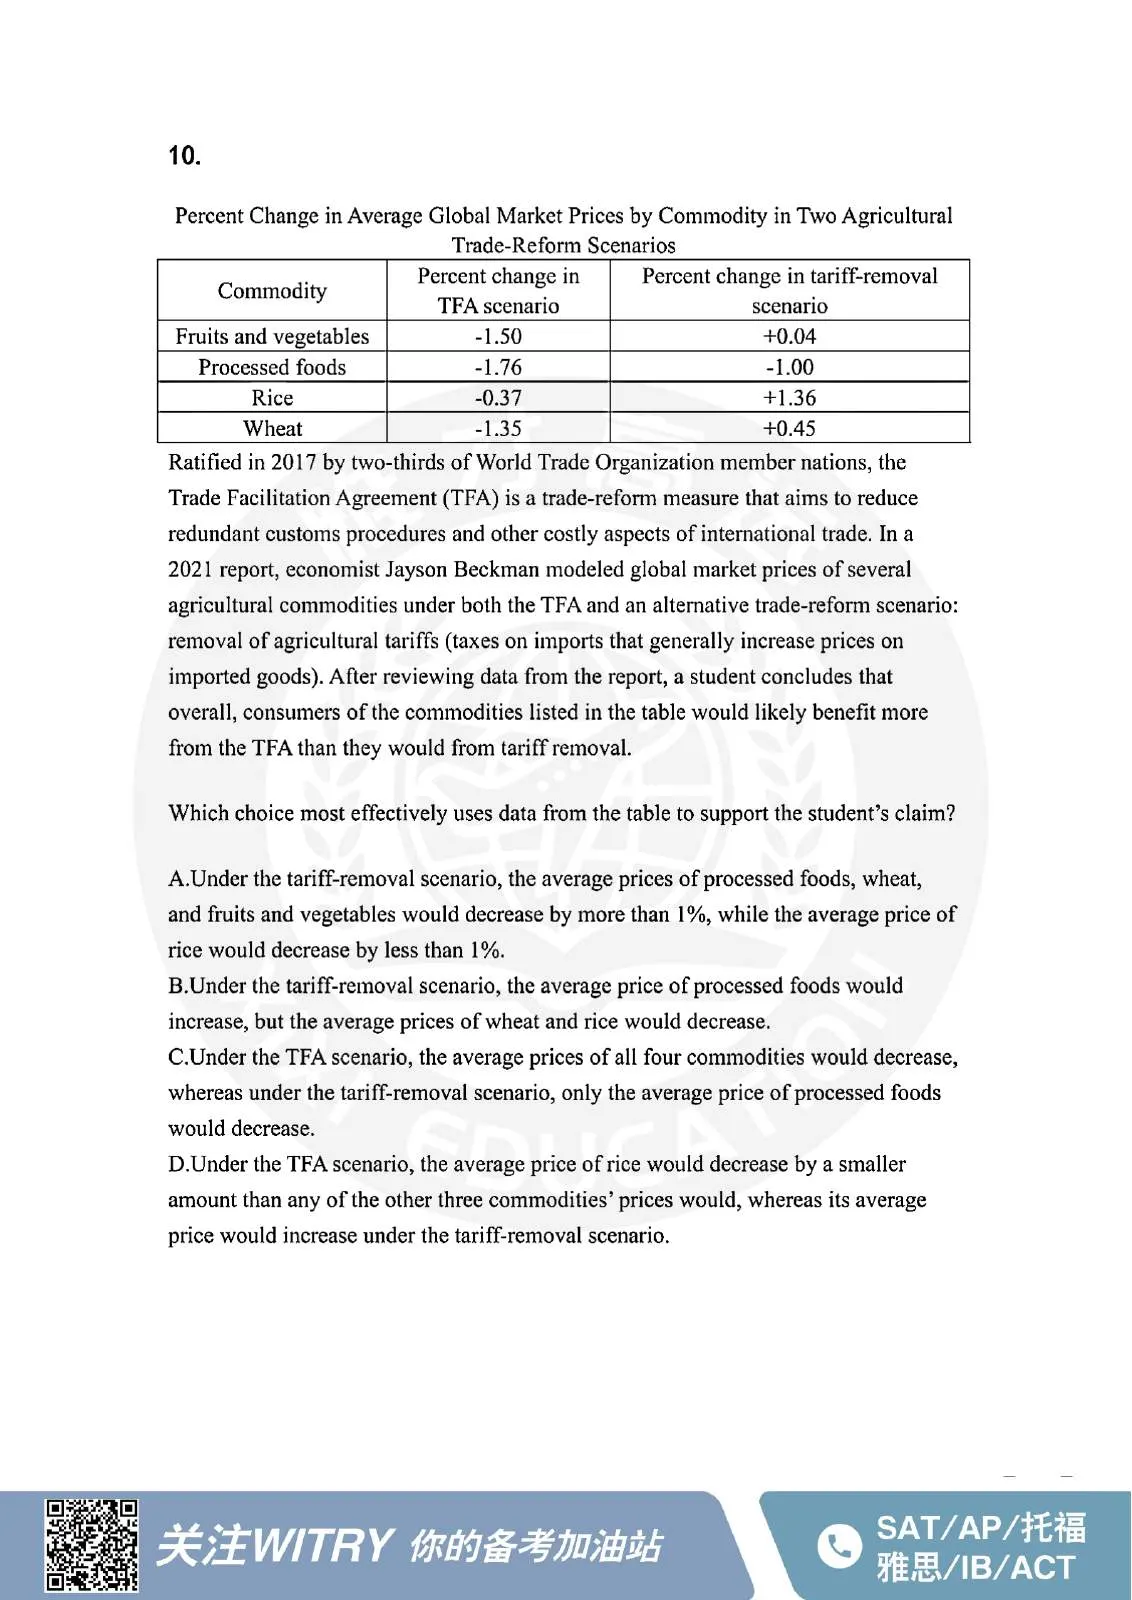 10.
Percent Change in Average Global Market Prices by Commodity in Two Agricultural
Trade-Reform Scenarios
Commodity
Percent change in
TFA scenario
Percent change in tariff-removal
scenario
Fruits and vegetables -1.50 +0.04
Processed foods -1.76 -1.00
Rice -0.37 +1.36
Wheat -1.35 +0.45
Ratified in 2017 by two-thirds of World Trade Organization member nations, the
Trade Facilitation Agreement (TFA) is a trade-reform measure that aims to reduce
redundant customs procedures and other costly aspects of international trade. In a
2021 report, economist Jayson Beckman modeled global market prices of several
agricultural commodities under both the TFA and an alternative trade-reform scenario:
removal of agricultural tariffs (taxes on imports that generally increase prices on
imported goods). After reviewing data from the report, a student concludes that
overall, consumers of the commodities listed in the table would likely benefit more
from the TFA than they would from tariff removal.
Which choice most effectively uses data from the table to support the student’s claim?
A.Under the tariff-removal scenario, the average prices of processed foods, wheat,
and fruits and vegetables would decrease by more than 1%, while the average price of
rice would decrease by less than 1%.
B.Under the tariff-removal scenario, the average price of processed foods would
increase, but the average prices of wheat and rice would decrease.
C.Under the TFA scenario, the average prices of all four commodities would decrease,
whereas under the tariff-removal scenario, only the average price of processed foods
would decrease.
D.Under the TFA scenario, the average price of rice would decrease by a smaller
amount than any of the other three commodities’ prices would, whereas its average
price would increase under the tariff-removal scenario.
EDUCATION
关注WITRY 你的备考加油站
SAT/AP/托福
雅思/IB/ACT